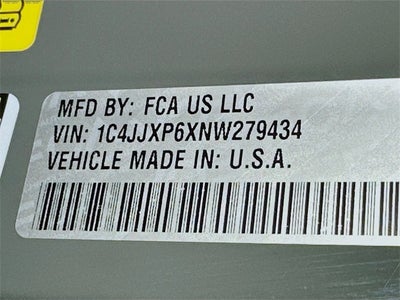 MFD BY: FCA US LLC
VIN: 1C4JJXP6XNW279434
VEHICLE MADE IN: U.S.A.